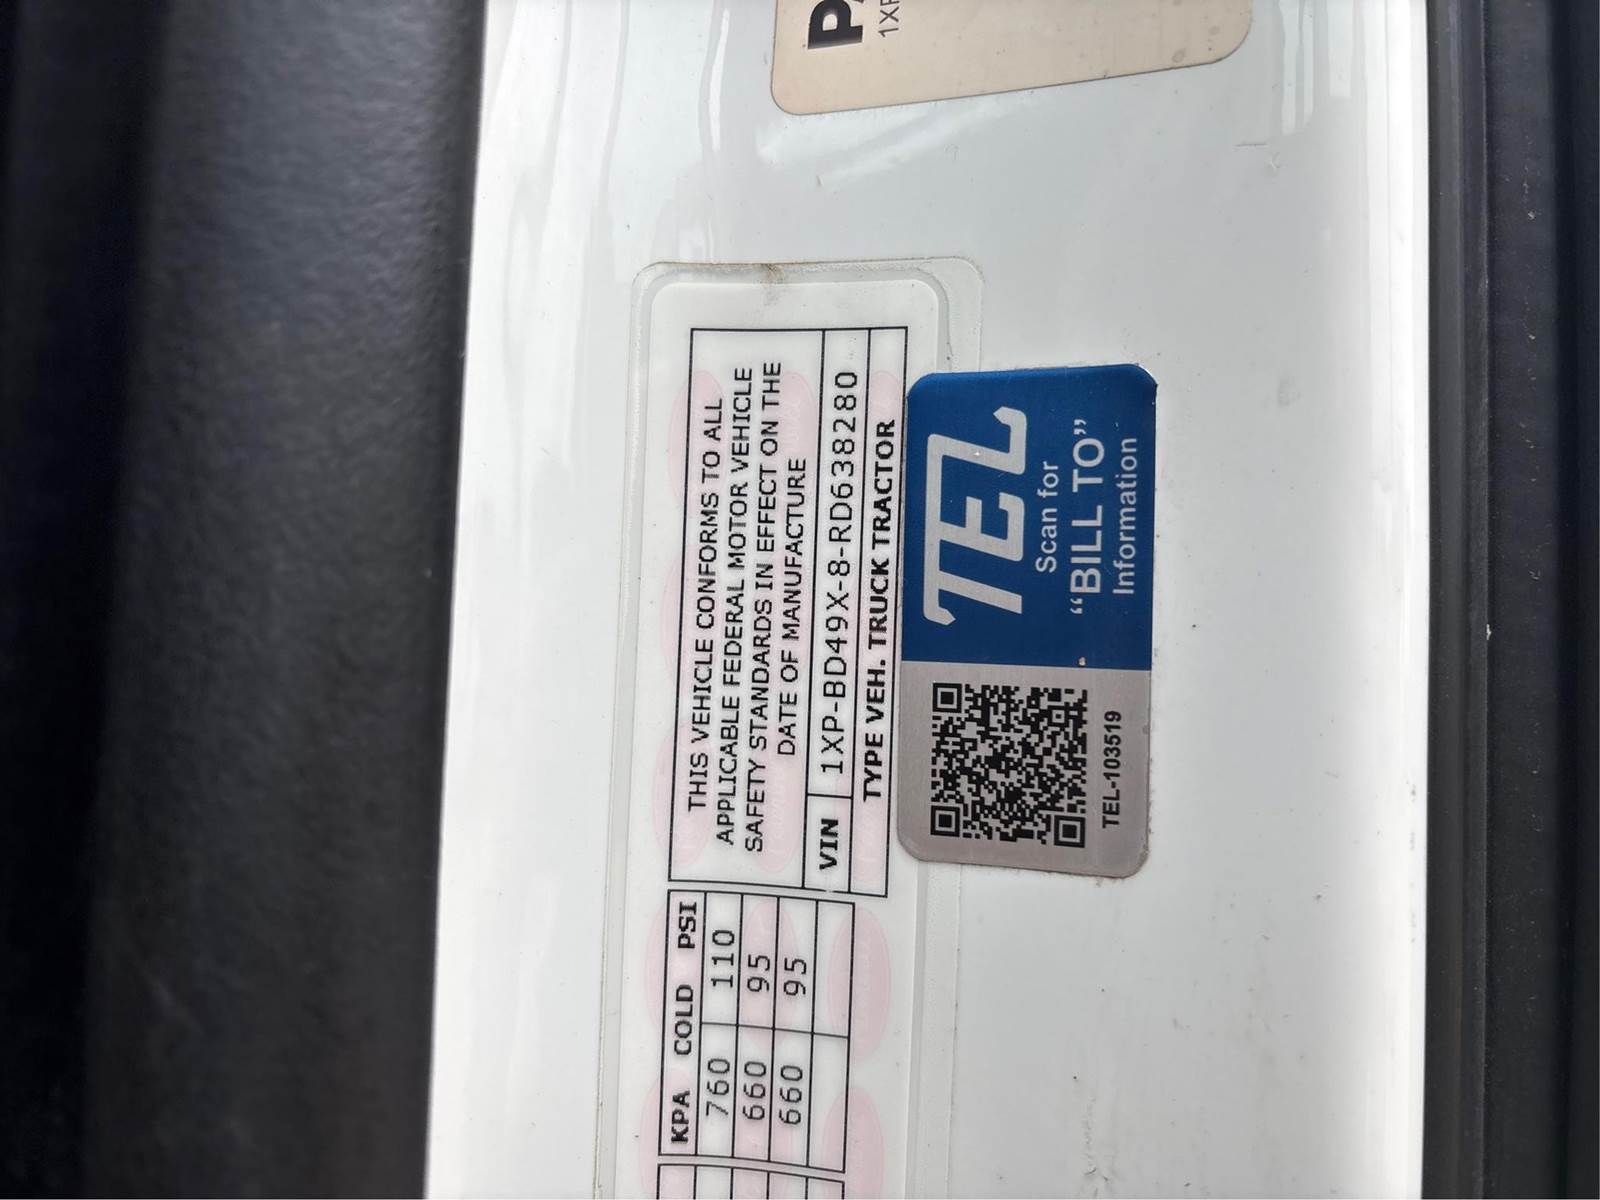 THIS VEHICLE CONFORMS TO ALL
APPLICABLE FEDERAL MOTOR VEHICLE
SAFETY STANDARDS IN EFFECT ON THE
DATE OF MANUFACTURE
VIN 1XP-BD49X-8-RD638280
TYPE VEH. TRUCK TRACTOR
KPA COLD PSI
760 110
660 95
660 95
TEL
Scan for
“BILL TO”
Information
TEL-103519